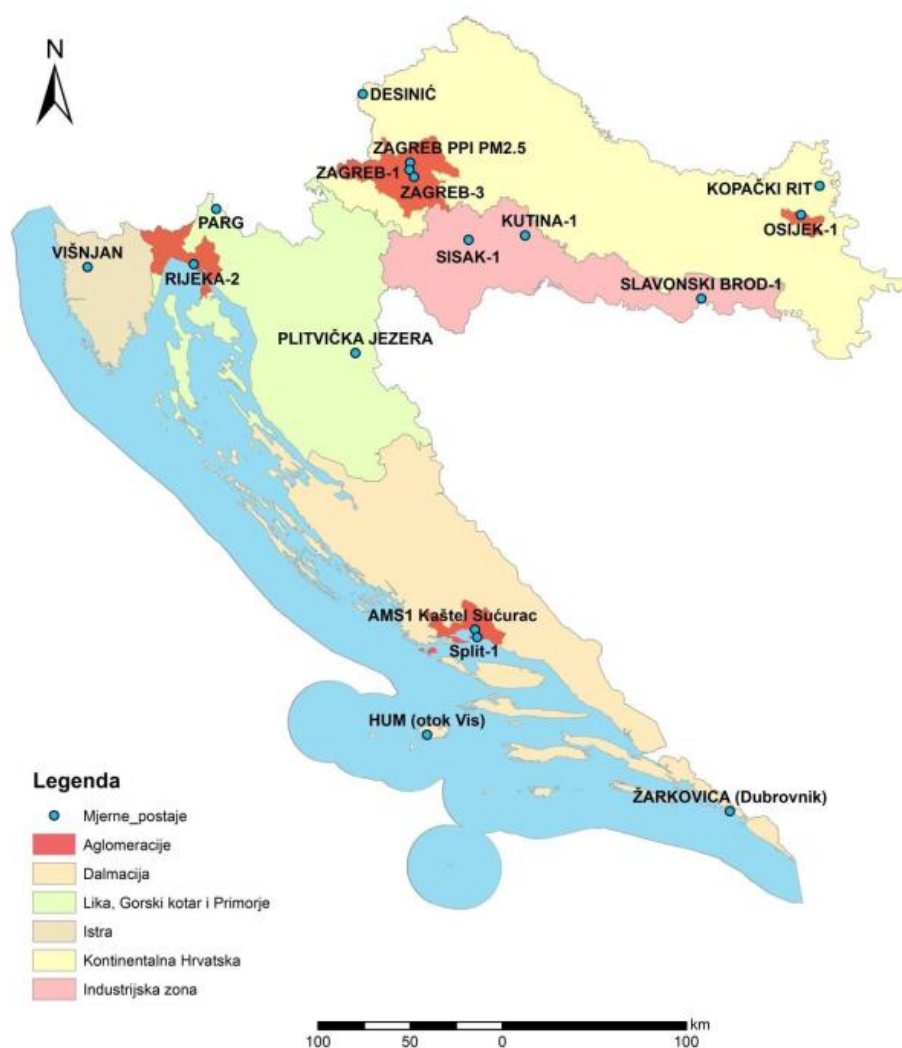 N
DESINIĆ
ZAGREB PPI PM2.5
ZAGREB-1
ZAGREB-3
KOPAČKI RIT
OSIJEK-1
PARG
KUTINA-1
VIŠNJAN
SISAK-1
RIJEKA-2
SLAVONSKI BROD-1
PLITVIČKA JEZERA
AMS1 Kaštel Sućurac
Split-1
HUM (otok Vis)
ŽARKOVICA (Dubrovnik)
Legenda
Mjerne_postaje
Aglomeracije
Dalmacija
Lika, Gorski kotar i Primorje
Istra
Kontinentalna Hrvatska
Industrijska zona
km
100 50 0 100